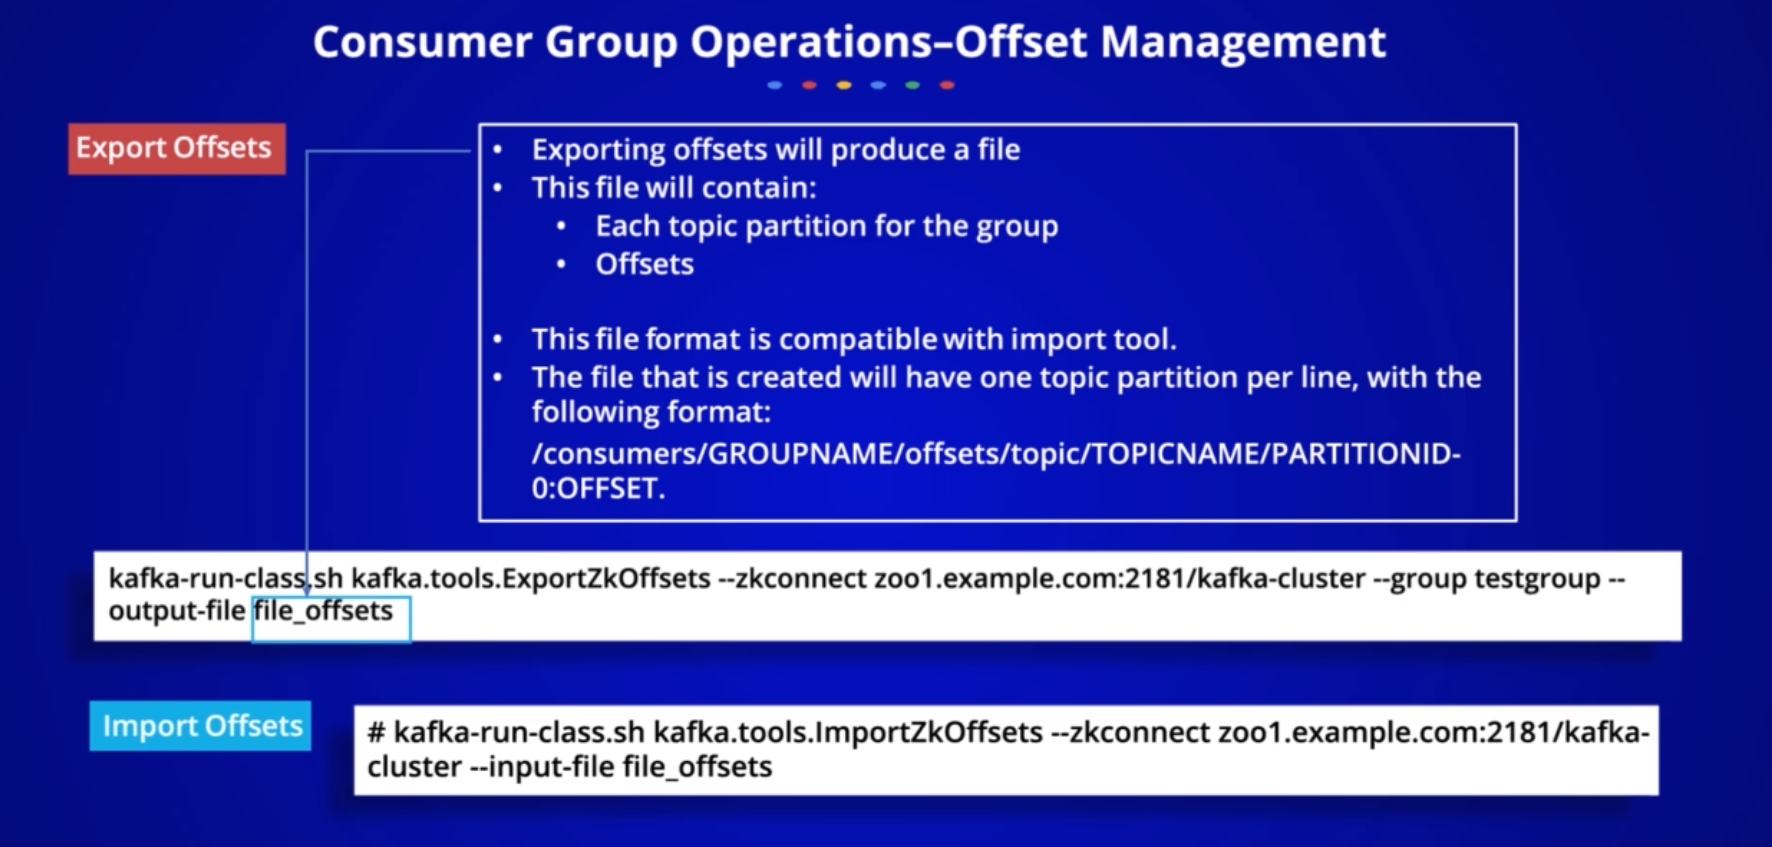 Consumer Group Operations–Offset Management
Export Offsets
• Exporting offsets will produce a file
• This file will contain:
• Each topic partition for the group
• Offsets
• This file format is compatible with import tool.
• The file that is created will have one topic partition per line, with the
following format:
/consumers/GROUPNAME/offsets/topic/TOPICNAME/PARTITIONID-
0:OFFSET.
kafka-run-class.sh kafka.tools.ExportZkOffsets --zkconnect zoo1.example.com:2181/kafka-cluster --group testgroup --
output-file file_offsets
Import Offsets
# kafka-run-class.sh kafka.tools.ImportZkOffsets --zkconnect zoo1.example.com:2181/kafka-
cluster --input-file file_offsets